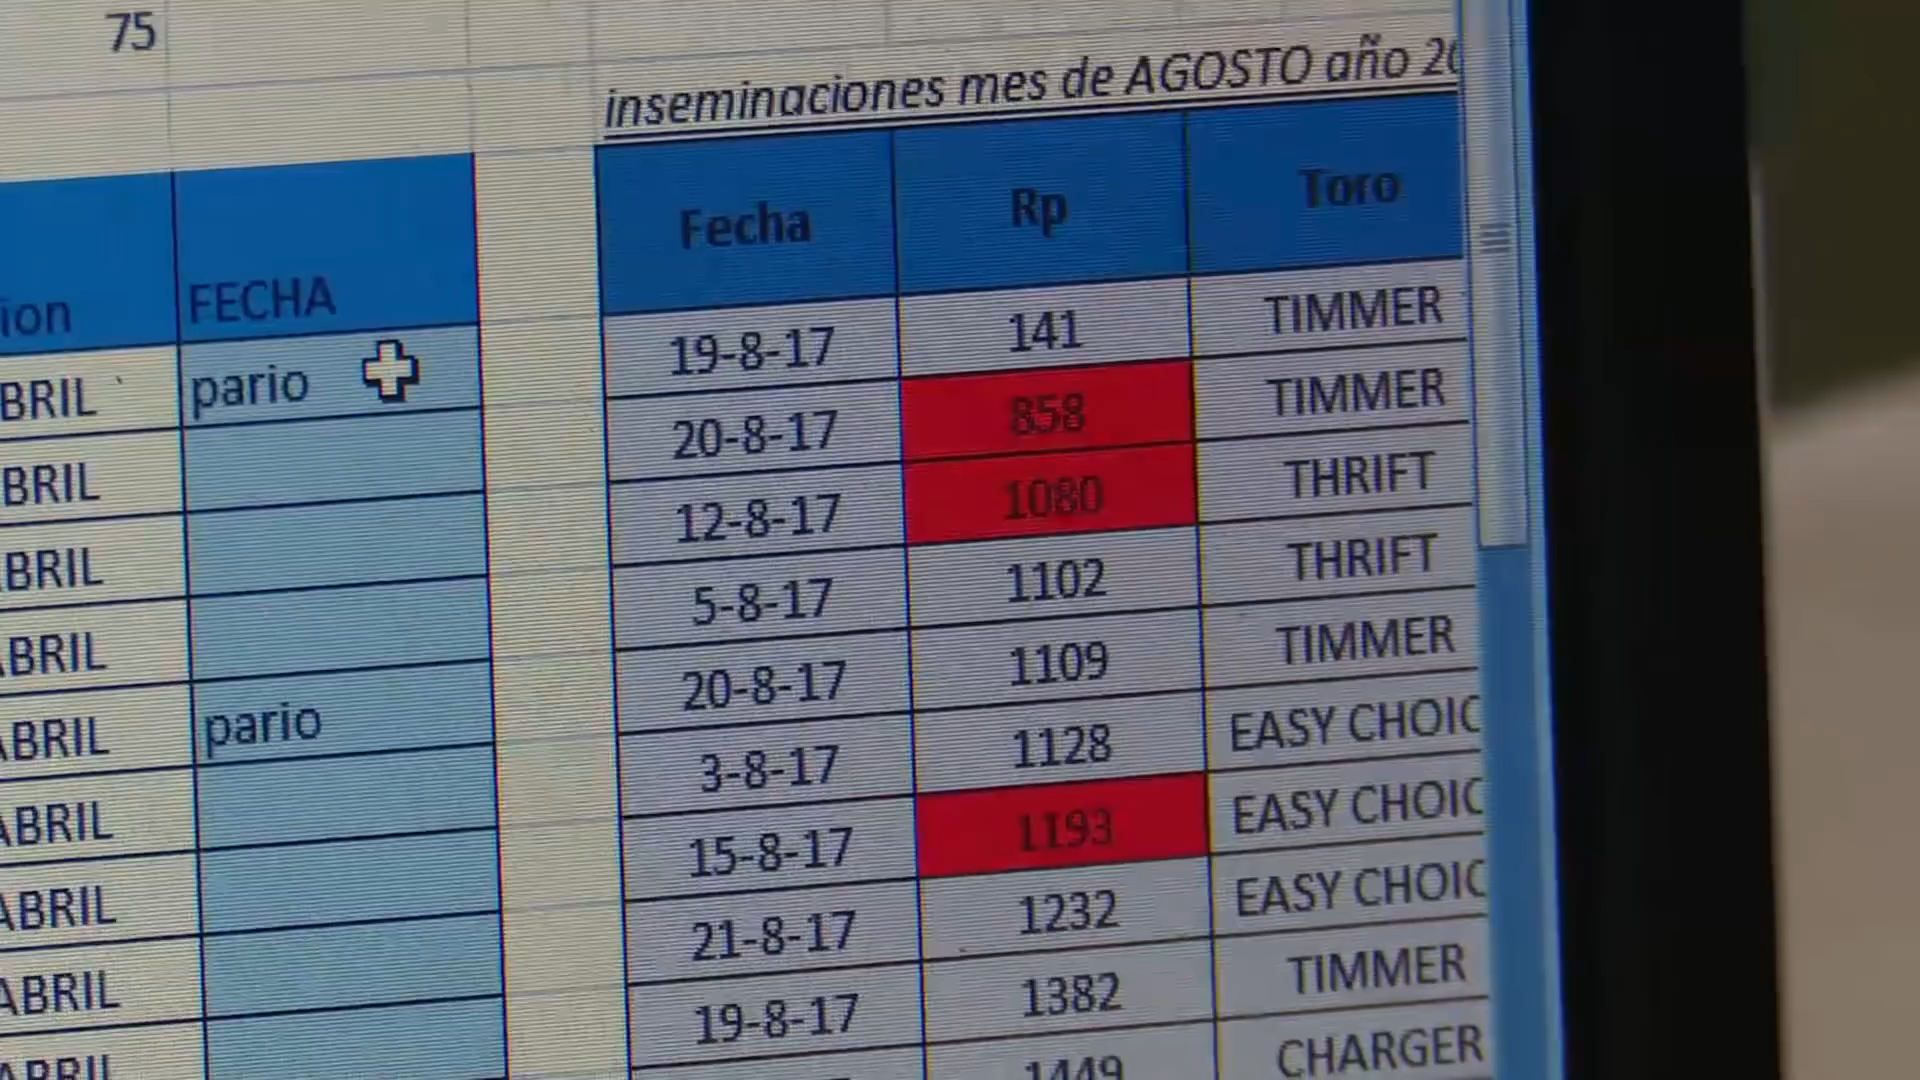 75
inseminaciones mes de AGOSTO año 20
ion FECHA
Fecha Rp Toro
BRIL pario
BRIL
BRIL
ABRIL
ABRIL pario
ABRIL
ABRIL
ABRIL
ABRIL
19-8-17 141 TIMMER
20-8-17 858 TIMMER
12-8-17 1080 THRIFT
5-8-17 1102 THRIFT
20-8-17 1109 TIMMER
3-8-17 1128 EASY CHOIC
15-8-17 1193 EASY CHOIC
21-8-17 1232 EASY CHOIC
19-8-17 1382 TIMMER
1449 CHARGER